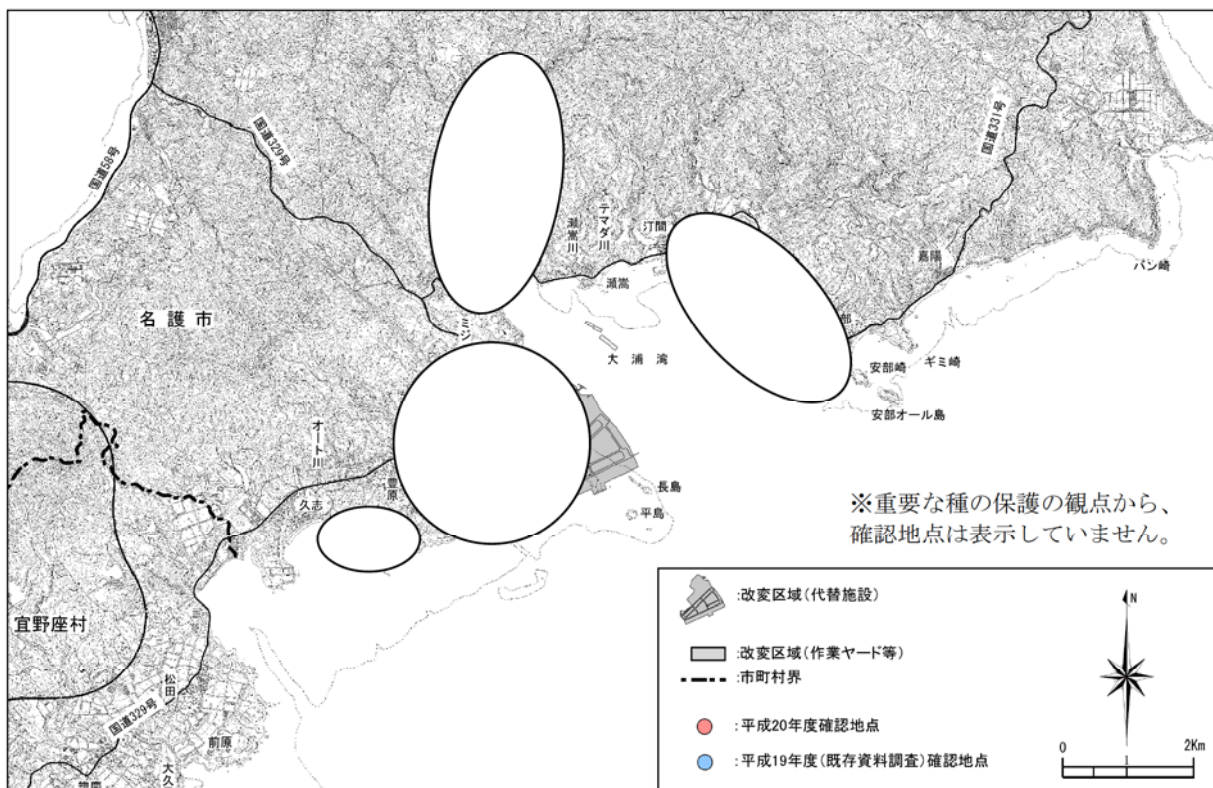 国道58号
国道329号
国道331号
瀬嵩川
テマダ川
汀間
嘉陽
バン崎
瀬嵩
名護市
ミジ
大浦湾
部
安部崎
ギミ崎
安部オール島
オート川
久志
豊原
長島
平島
※重要な種の保護の観点から、
確認地点は表示していません。
宜野座村
松田
国道329号
前原
大久
惣慶
:改変区域(代替施設)
:改変区域(作業ヤード等)
:市町村界
:平成20年度確認地点
:平成19年度(既存資料調査)確認地点
N
0 2Km